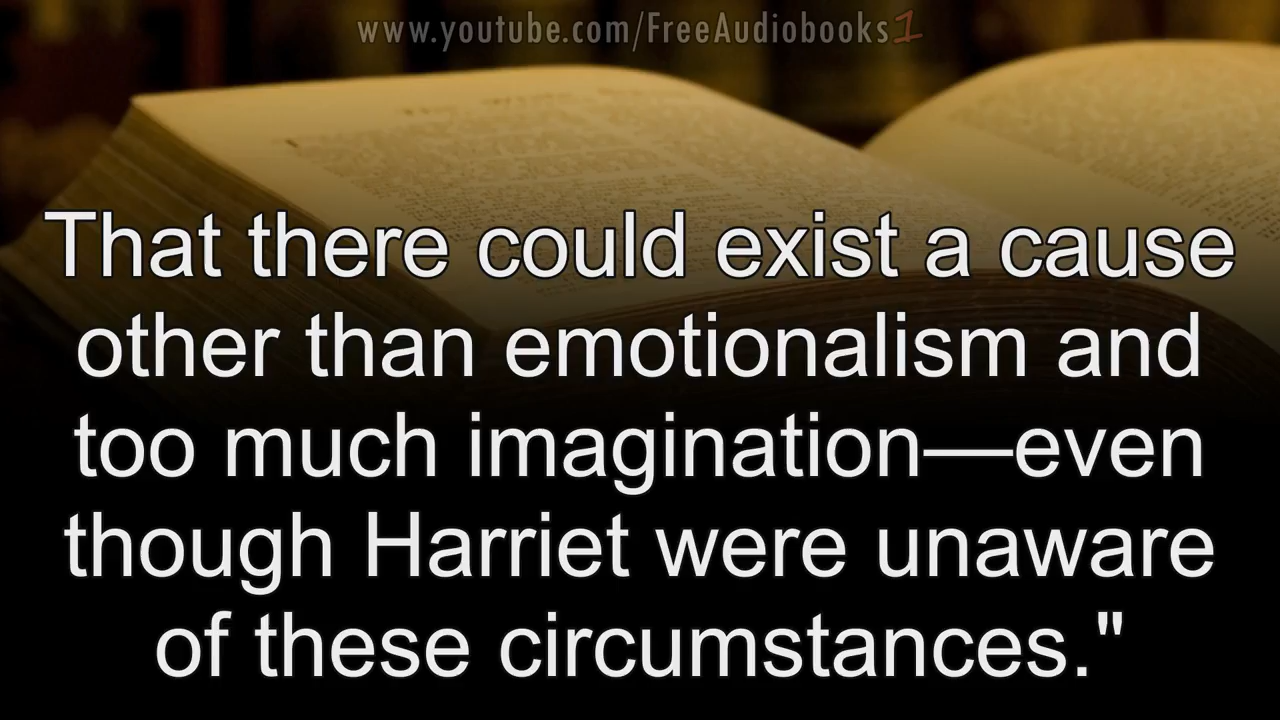 www.youtube.com/FreeAudiobooks1
That there could exist a cause
other than emotionalism and
too much imagination—even
though Harriet were unaware
of these circumstances."